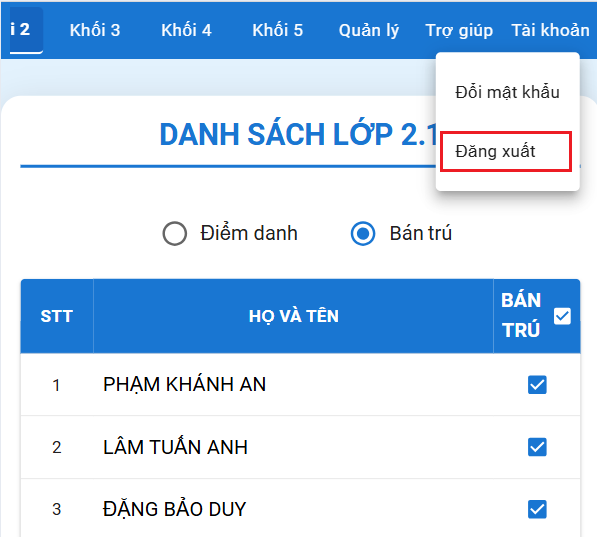 i 2 Khối 3 Khối 4 Khối 5 Quản lý Trợ giúp Tài khoản
Đổi mật khẩu
Đăng xuất
DANH SÁCH LỚP 2.1
Điểm danh Bán trú
STT HỌ VÀ TÊN BÁN TRÚ
1 PHẠM KHÁNH AN
2 LÂM TUẤN ANH
3 ĐẶNG BẢO DUY